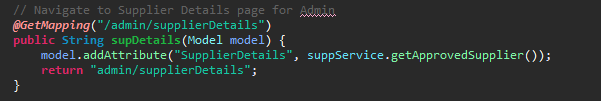 // Navigate to Supplier Details page for Admin
@GetMapping("/admin/supplierDetails")
public String supDetails(Model model) {
    model.addAttribute("SupplierDetails", suppService.getApprovedSupplier());
    return "admin/supplierDetails";
}